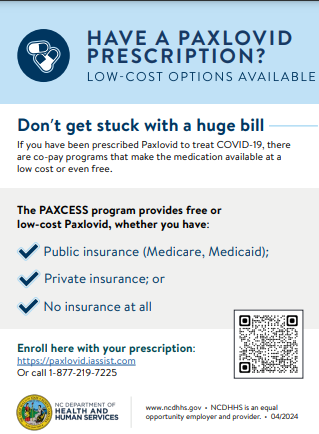 HAVE A PAXLOVID
PRESCRIPTION?
LOW-COST OPTIONS AVAILABLE
Don't get stuck with a huge bill
If you have been prescribed Paxlovid to treat COVID-19, there
are co-pay programs that make the medication available at a
low cost or even free.
The PAXCESS program provides free or
low-cost Paxlovid, whether you have:
Public insurance (Medicare, Medicaid);
Private insurance; or
No insurance at all
Enroll here with your prescription:
https://paxlovid.iassist.com
Or call 1-877-219-7225
NC DEPARTMENT OF
HEALTH AND
HUMAN SERVICES
www.ncdhhs.gov • NCDHHS is an equal
opportunity employer and provider. • 04/2024